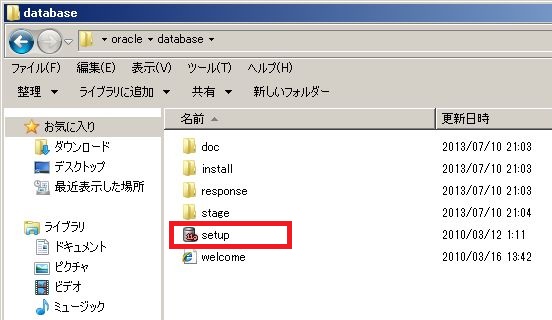 database
oracle database
ファイル(F) 編集(E) 表示(V) ツール(T) ヘルプ(H)
整理 ライブラリに追加 共有 新しいフォルダー
お気に入り
ダウンロード
デスクトップ
最近表示した場所
ライブラリ
ドキュメント
ピクチャ
ビデオ
ミュージック
名前 更新日時
doc 2013/07/10 21:03
install 2013/07/10 21:03
response 2013/07/10 21:03
stage 2013/07/10 21:04
setup 2010/03/12 1:11
welcome 2010/03/16 13:42